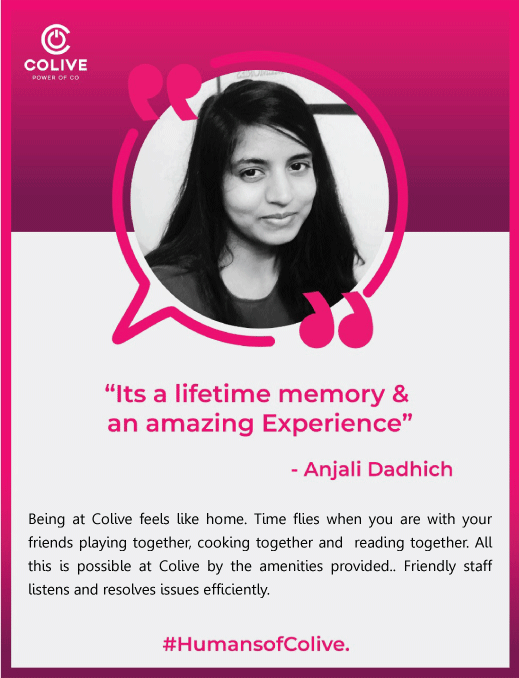 COLIVE
POWER OF CO
“Its a lifetime memory &
an amazing Experience”
- Anjali Dadhich
Being at Colive feels like home. Time flies when you are with your
friends playing together, cooking together and reading together. All
this is possible at Colive by the amenities provided.. Friendly staff
listens and resolves issues efficiently.
#HumansofColive.